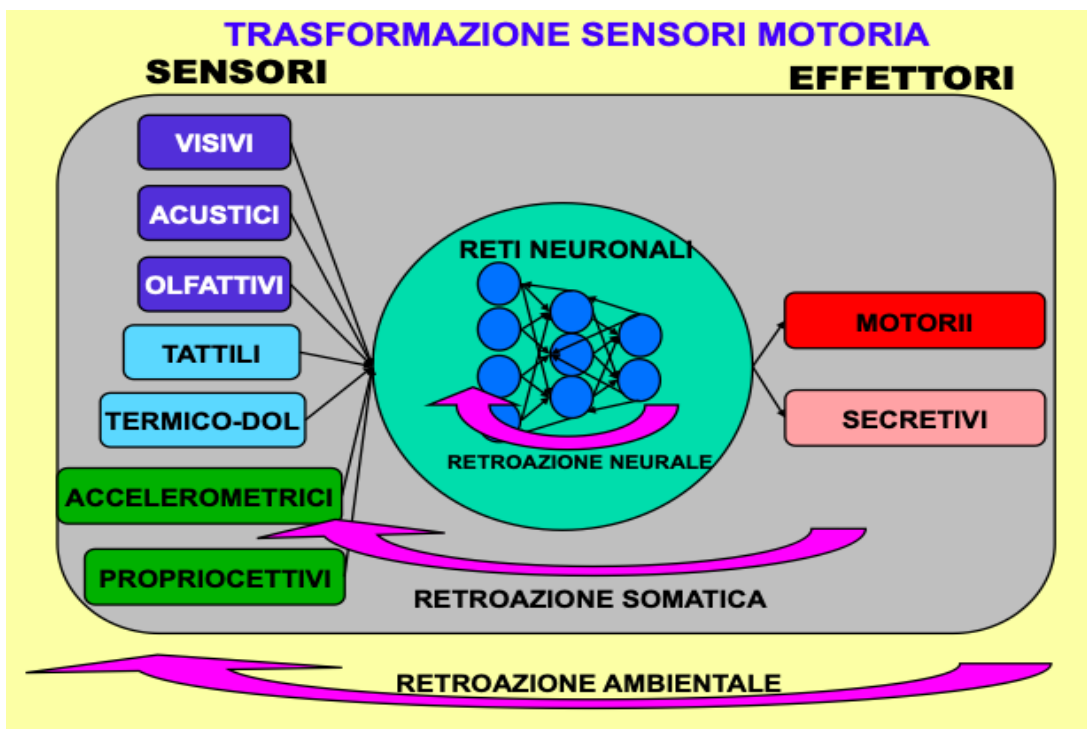 TRASFORMAZIONE SENSORI MOTORIA
SENSORI
EFFETTORI
VISIVI
ACUSTICI
OLFATTIVI
TATTILI
TERMICO-DOL
ACCELEROMETRICI
PROPRIOCETTIVI
RETI NEURONALI
RETROAZIONE NEURALE
MOTORII
SECRETIVI
RETROAZIONE SOMATICA
RETROAZIONE AMBIENTALE